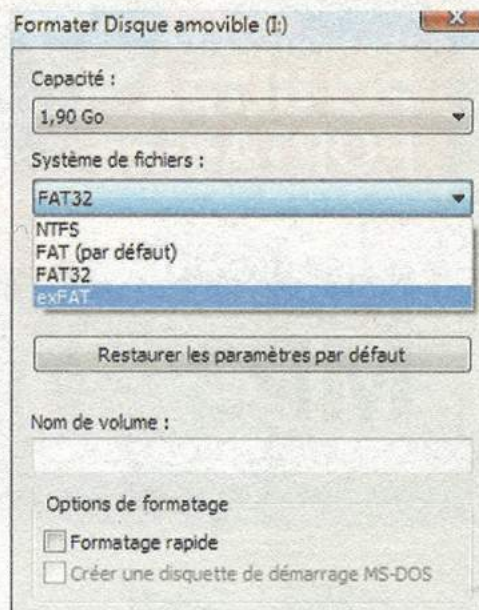 Formater Disque amovible (I:)
Capacité :
1,90 Go
Système de fichiers :
FAT32
NTFS
FAT (par défaut)
FAT32
exFAT
Restaurer les paramètres par défaut
Nom de volume :
Options de formatage
Formatage rapide
Créer une disquette de démarrage MS-DOS